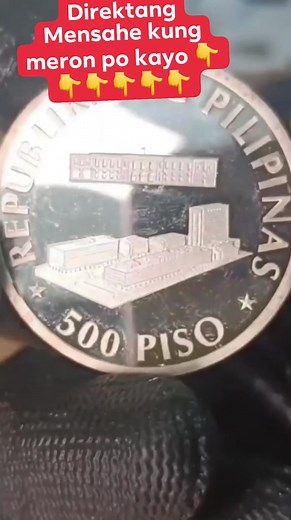 Direktang
Mensahe kung
meron po kayo 👇
👇👇👇👇👇
REPUBLIKA NG PILIPINAS
500 PISO